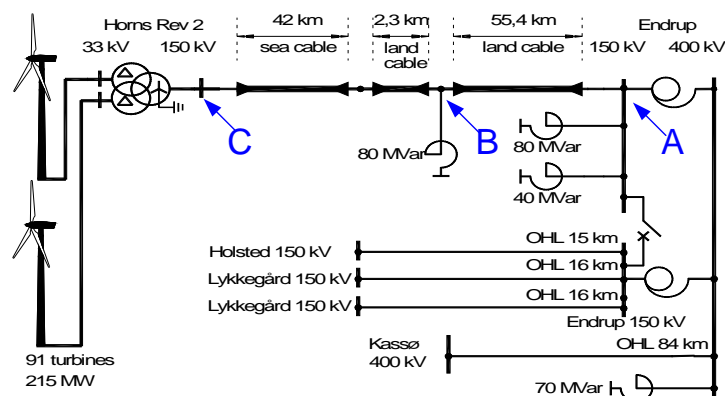 Horns Rev 2
33 kV 150 kV
42 km
sea cable
2,3 km
land
cable
55,4 km
land cable
Endrup
150 kV 400 kV
C
B
A
80 MVar
80 MVar
40 MVar
OHL 15 km
Holsted 150 kV
OHL 16 km
Lykkegård 150 kV
OHL 16 km
Lykkegård 150 kV
Endrup 150 kV
Kassø
400 kV
OHL 84 km
91 turbines
215 MW
70 MVar